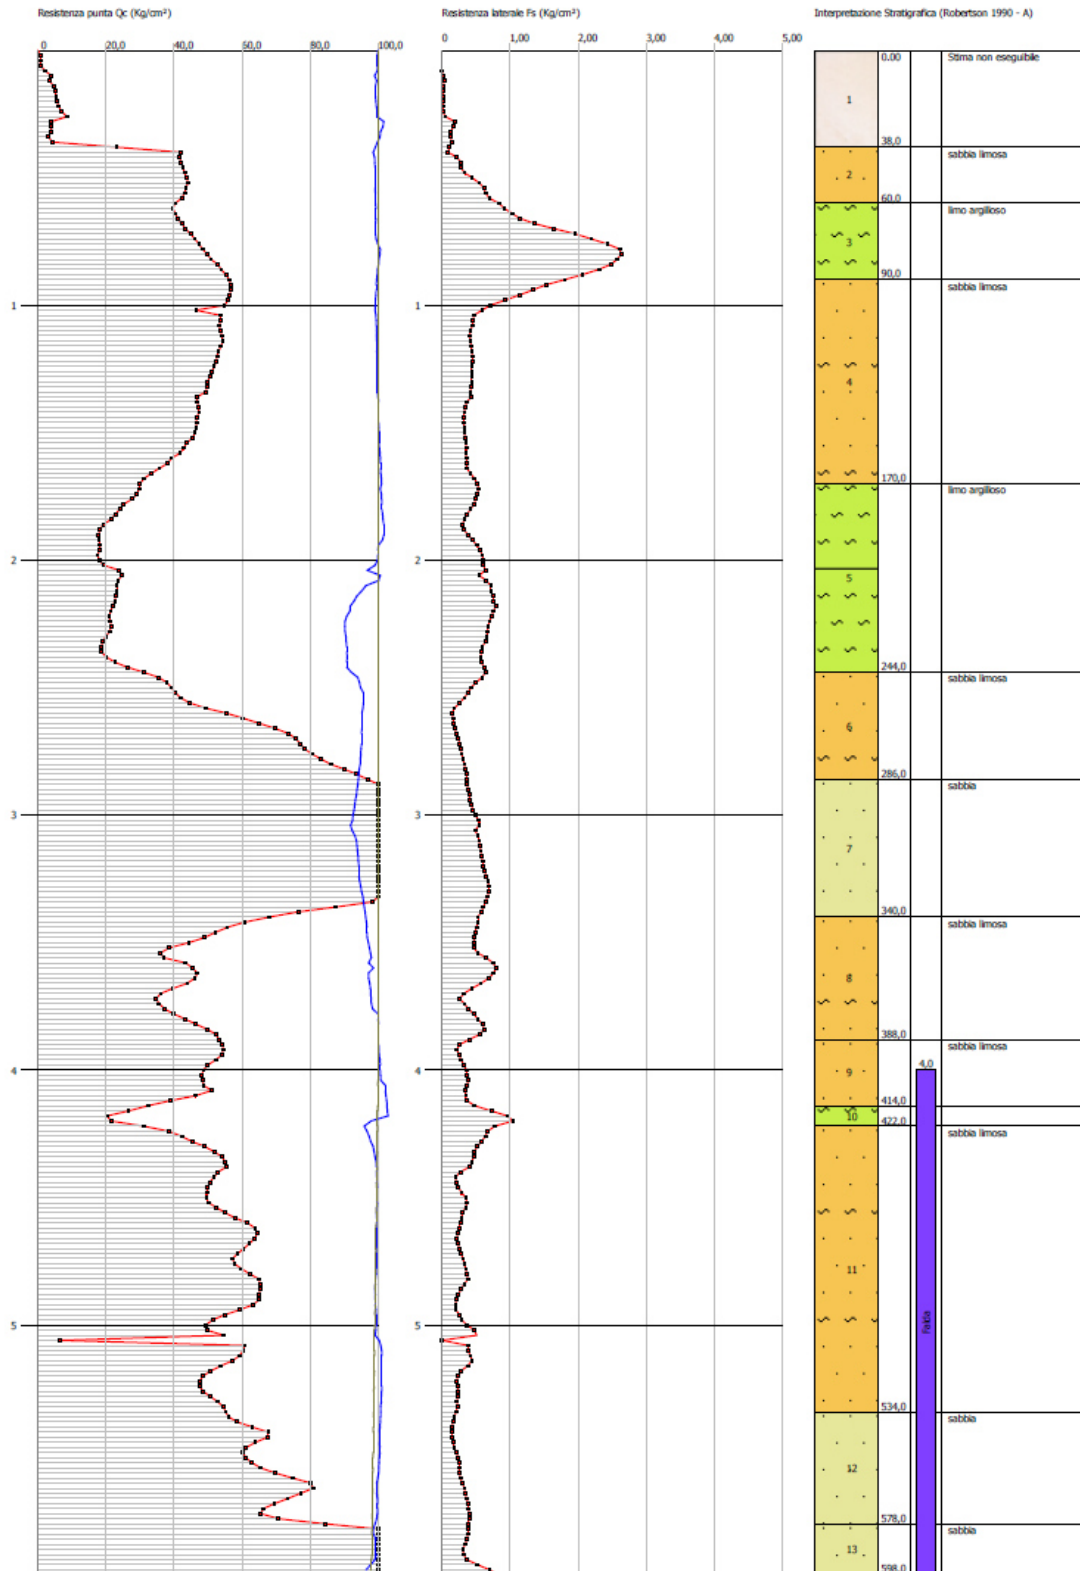 Resistenza punta Qc (Kg/cm²)
Resistenza laterale Fs (Kg/cm²)
Interpretazione Stratigrafica (Robertson 1990 - A)
0 20,0 40,0 60,0 80,0 100,0
0 1,00 2,00 3,00 4,00 5,00
0.00
Stima non eseguibile
1
38,0
sabbia limosa
2
60,0
limo argilloso
3
90,0
sabbia limosa
1
1
4
170,0
limo argilloso
2
2
5
244,0
sabbia limosa
6
286,0
sabbia
3
3
7
340,0
sabbia limosa
8
388,0
sabbia limosa
4
4
4,0
9
414,0
10
422,0
sabbia limosa
11
5
5
Falda
534,0
sabbia
12
578,0
sabbia
13
598,0